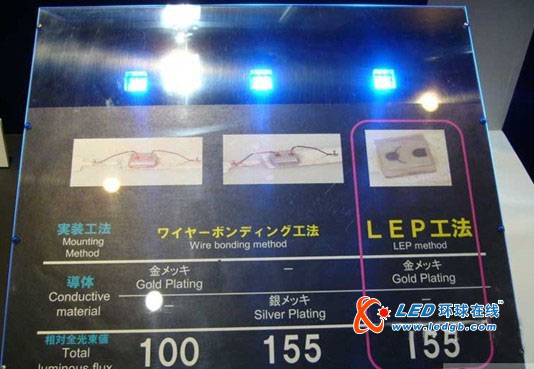 実装工法
Mounting
Method
ワイヤーボンディング工法
Wire bonding method
LEP工法
LEP method
導体
Conductive
material
金メッキ
Gold Plating
—
—
銀メッキ
Silver Plating
金メッキ
Gold Plating
—
相対全光束値
Total
luminous flux
100
155
155
LED环球在线
www.ledgb.com